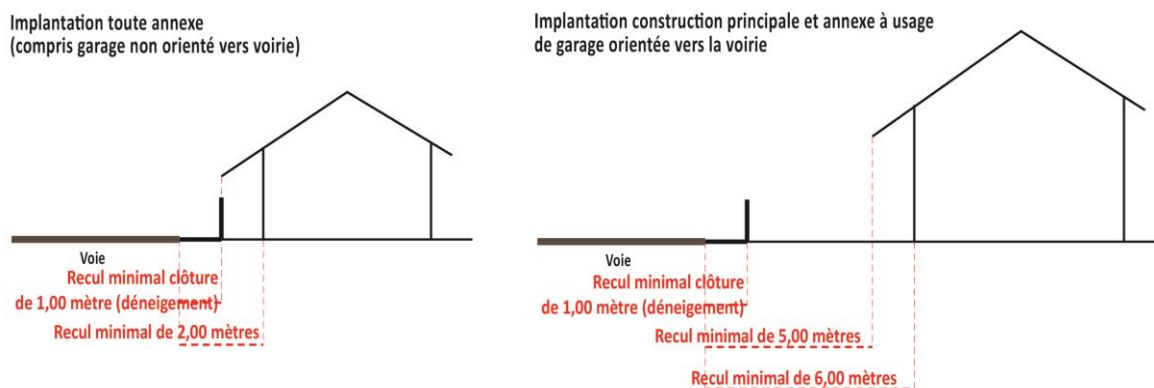 Implantation toute annexe
(compris garage non orienté vers voirie)
Voie
Recul minimal clôture
de 1,00 mètre (déneigement)
Recul minimal de 2,00 mètres
Implantation construction principale et annexe à usage
de garage orientée vers la voirie
Voie
Recul minimal clôture
de 1,00 mètre (déneigement)
Recul minimal de 5,00 mètres
Recul minimal de 6,00 mètres